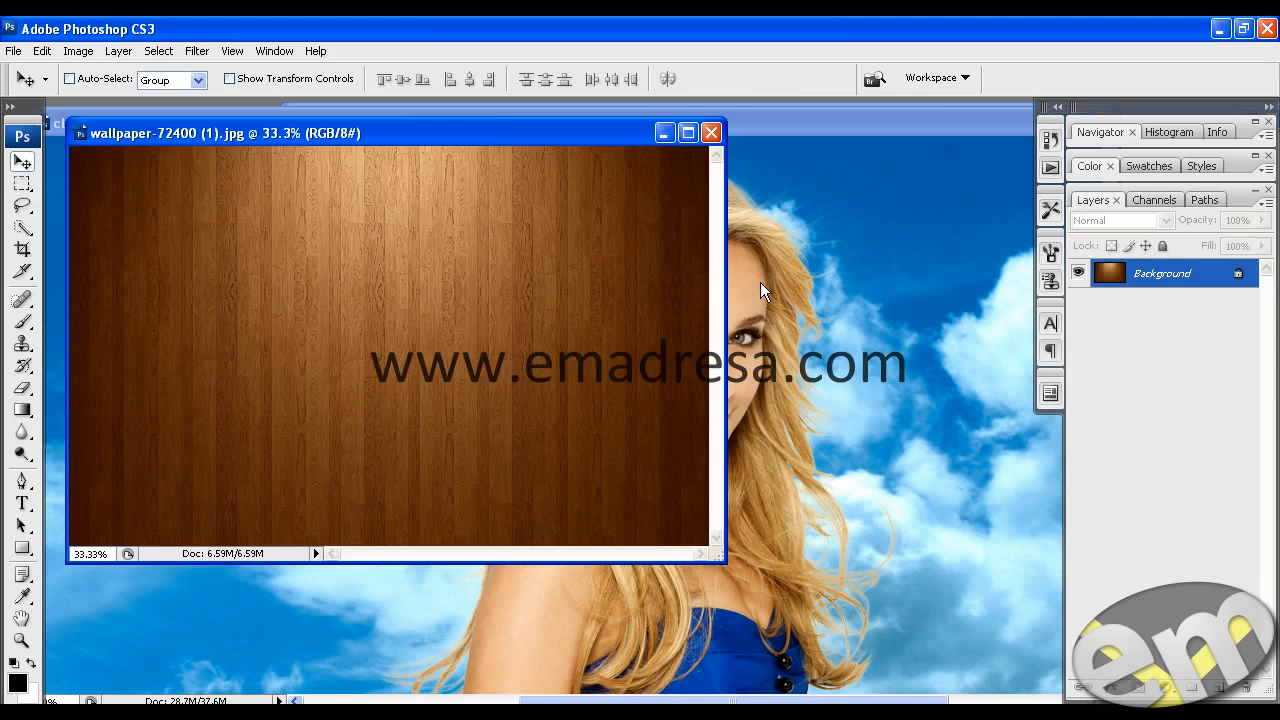 Ps Adobe Photoshop CS3
File Edit Image Layer Select Filter View Window Help
Auto-Select: Group Show Transform Controls Br Workspace
wallpaper-72400 (1).jpg @ 33.3% (RGB/8#)
Ps
Navigator Histogram Info
Color Swatches Styles
Layers Channels Paths
Normal Opacity: 100%
Lock: Fill: 100%
Background
www.emadresa.com
33.33% Doc: 6.59M/6.59M
em
Doc: 28.7M/37.6M